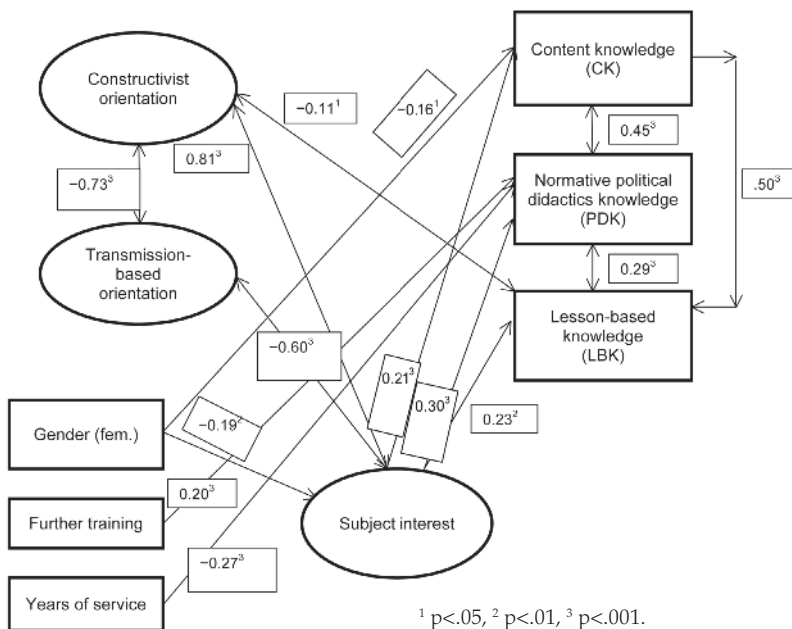 Constructivist
orientation
−0.73³
Transmission-
based
orientation
−0.11¹
0.81³
−0.16¹
Content knowledge
(CK)
0.45³
Normative political
didactics knowledge
(PDK)
.50³
0.29³
Lesson-based
knowledge
(LBK)
−0.60³
0.21³
0.30³
0.23²
Gender (fem.)
−0.19²
Further training
0.20³
Subject interest
Years of service
−0.27³
¹ p<.05, ² p<.01, ³ p<.001.